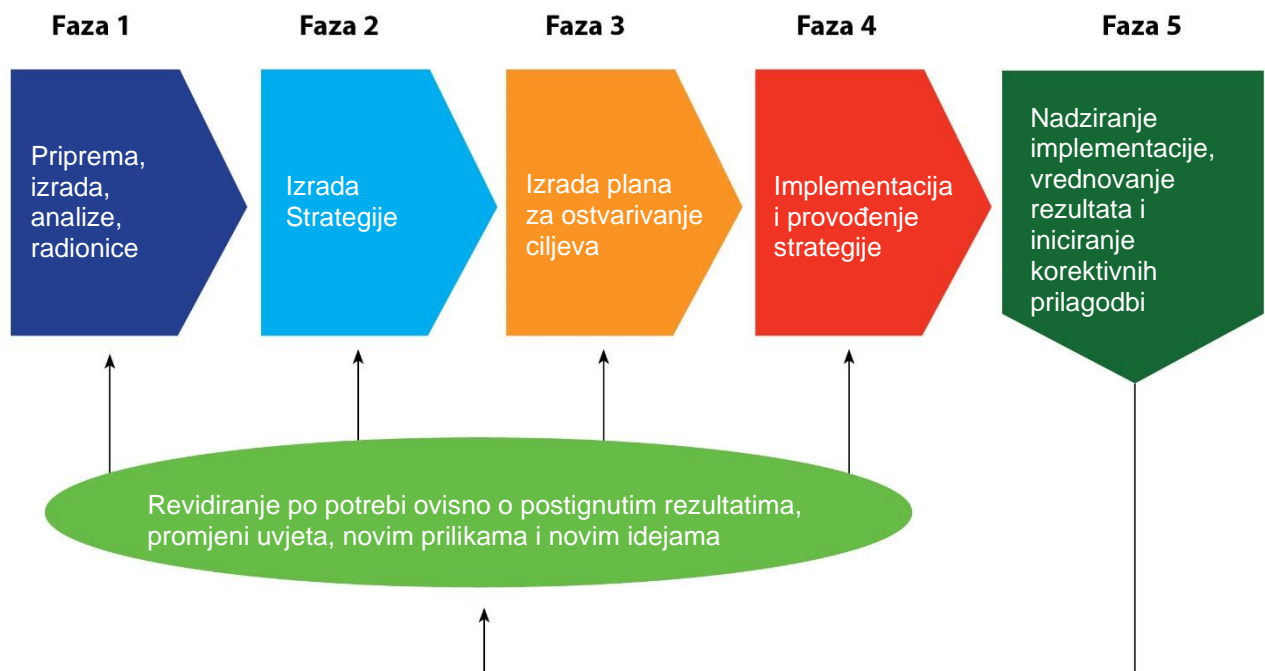 Faza 1
Faza 2
Faza 3
Faza 4
Faza 5
Priprema,
izrada,
analize,
radionice
Izrada
Strategije
Izrada plana
za ostvarivanje
ciljeva
Implementacija
i provođenje
strategije
Nadziranje
implementacije,
vrednovanje
rezultata i
iniciranje
korektivnih
prilagodbi
Revidiranje po potrebi ovisno o postignutim rezultatima,
promjeni uvjeta, novim prilikama i novim idejama